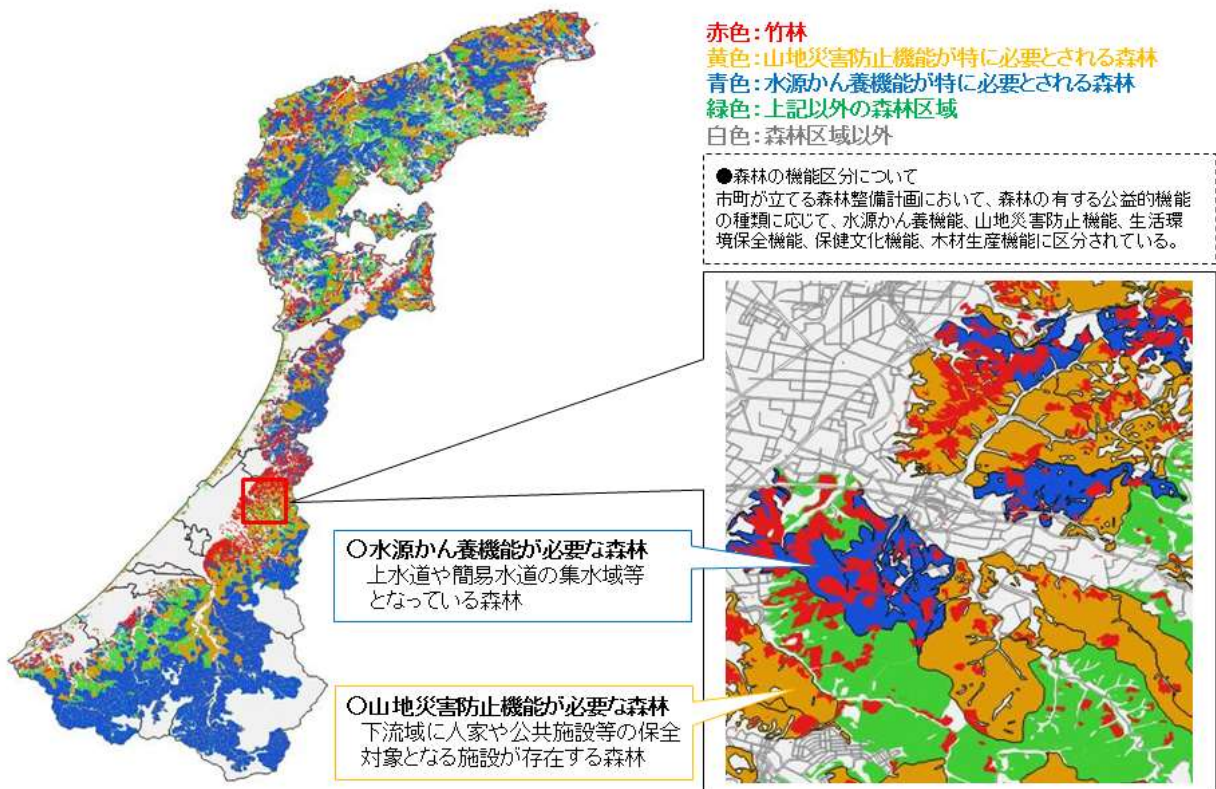 赤色：竹林
黄色：山地災害防止機能が特に必要とされる森林
青色：水源かん養機能が特に必要とされる森林
緑色：上記以外の森林区域
白色：森林区域以外
●森林の機能区分について
市町が立てる森林整備計画において、森林の有する公益的機能
の種類に応じて、水源かん養機能、山地災害防止機能、生活環
境保全機能、保健文化機能、木材生産機能に区分されている。
○水源かん養機能が必要な森林
上水道や簡易水道の集水域等
となっている森林
○山地災害防止機能が必要な森林
下流域に人家や公共施設等の保全
対象となる施設が存在する森林